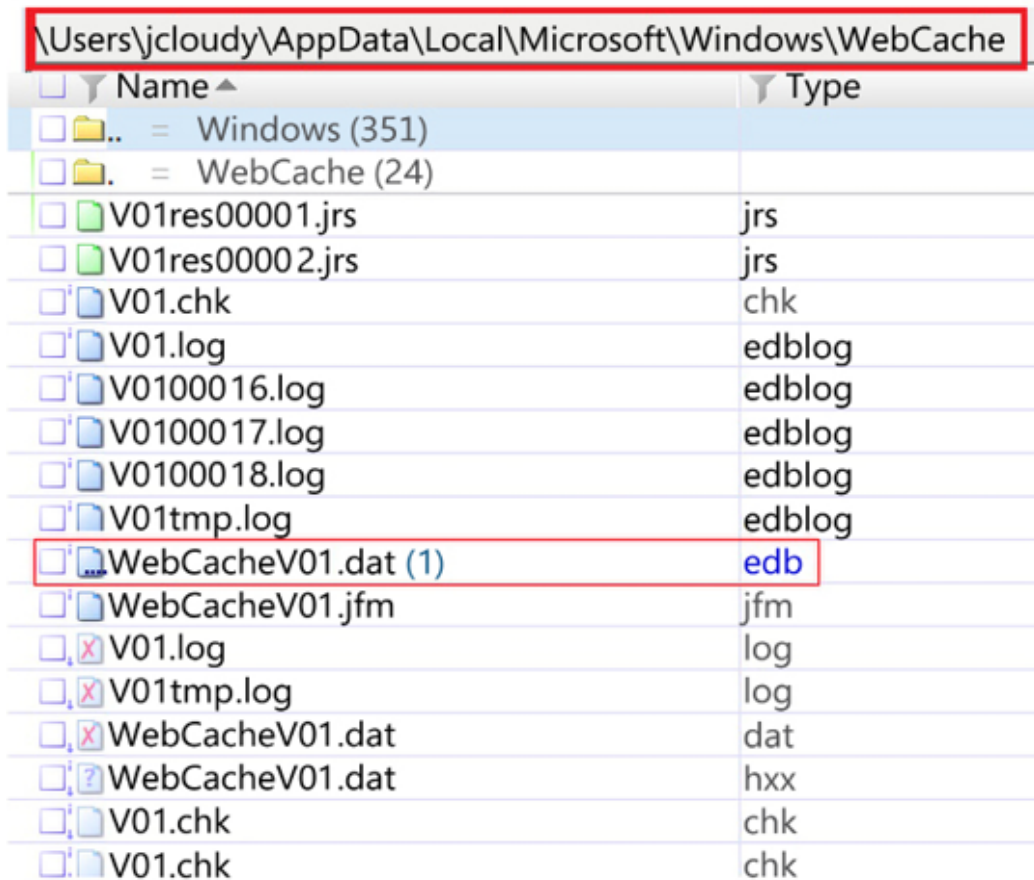 \Users\jcloudy\AppData\Local\Microsoft\Windows\WebCache
Name Type
.. = Windows (351)
. = WebCache (24)
V01res00001.jrs jrs
V01res00002.jrs jrs
V01.chk chk
V01.log edblog
V0100016.log edblog
V0100017.log edblog
V0100018.log edblog
V01tmp.log edblog
WebCacheV01.dat (1) edb
WebCacheV01.jfm jfm
V01.log log
V01tmp.log log
WebCacheV01.dat dat
WebCacheV01.dat hxx
V01.chk chk
V01.chk chk